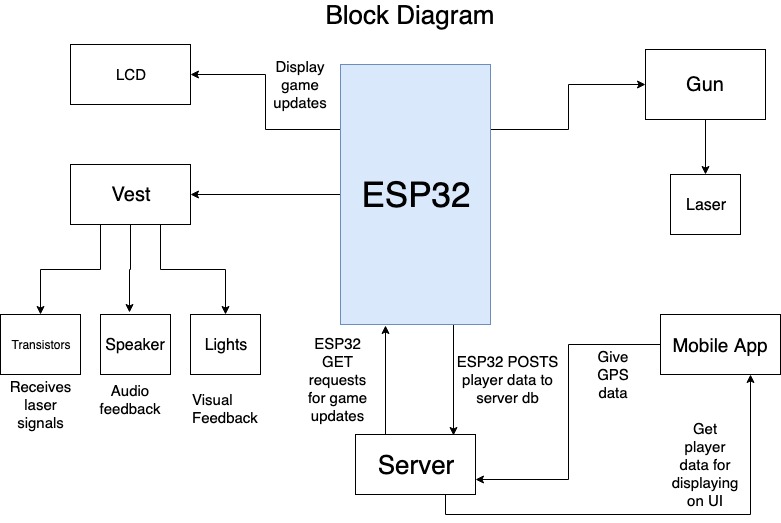 Block Diagram
LCD
Display
game
updates
ESP32
Gun
Laser
Vest
Transistors
Receives
laser
signals
Speaker
Audio
feedback
Lights
Visual
Feedback
ESP32
GET
requests
for game
updates
ESP32 POSTS
player data to
server db
Give
GPS
data
Mobile App
Server
Get
player
data for
displaying
on UI